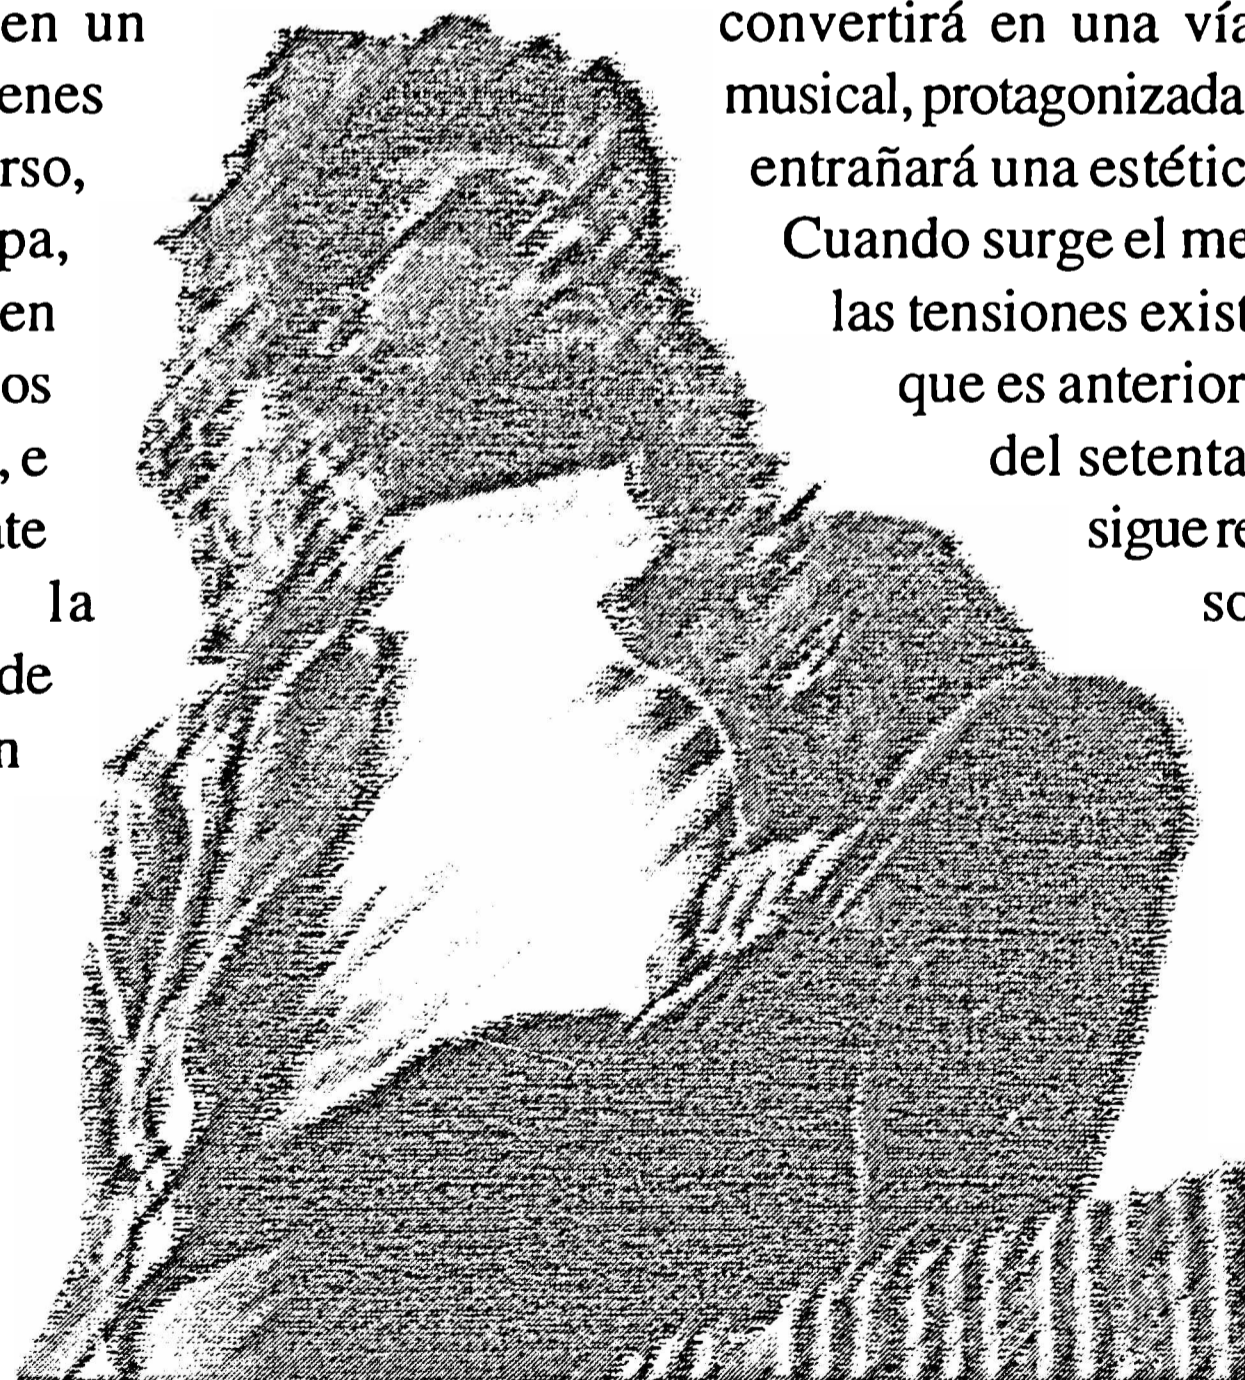 en un
enes
rso,
pa,
en
os
, e
te
la
de
n
convertirá en una vía
musical, protagonizada
entrañará una estétic
Cuando surge el me
las tensiones exist
que es anterior
del setenta
sigue re
so